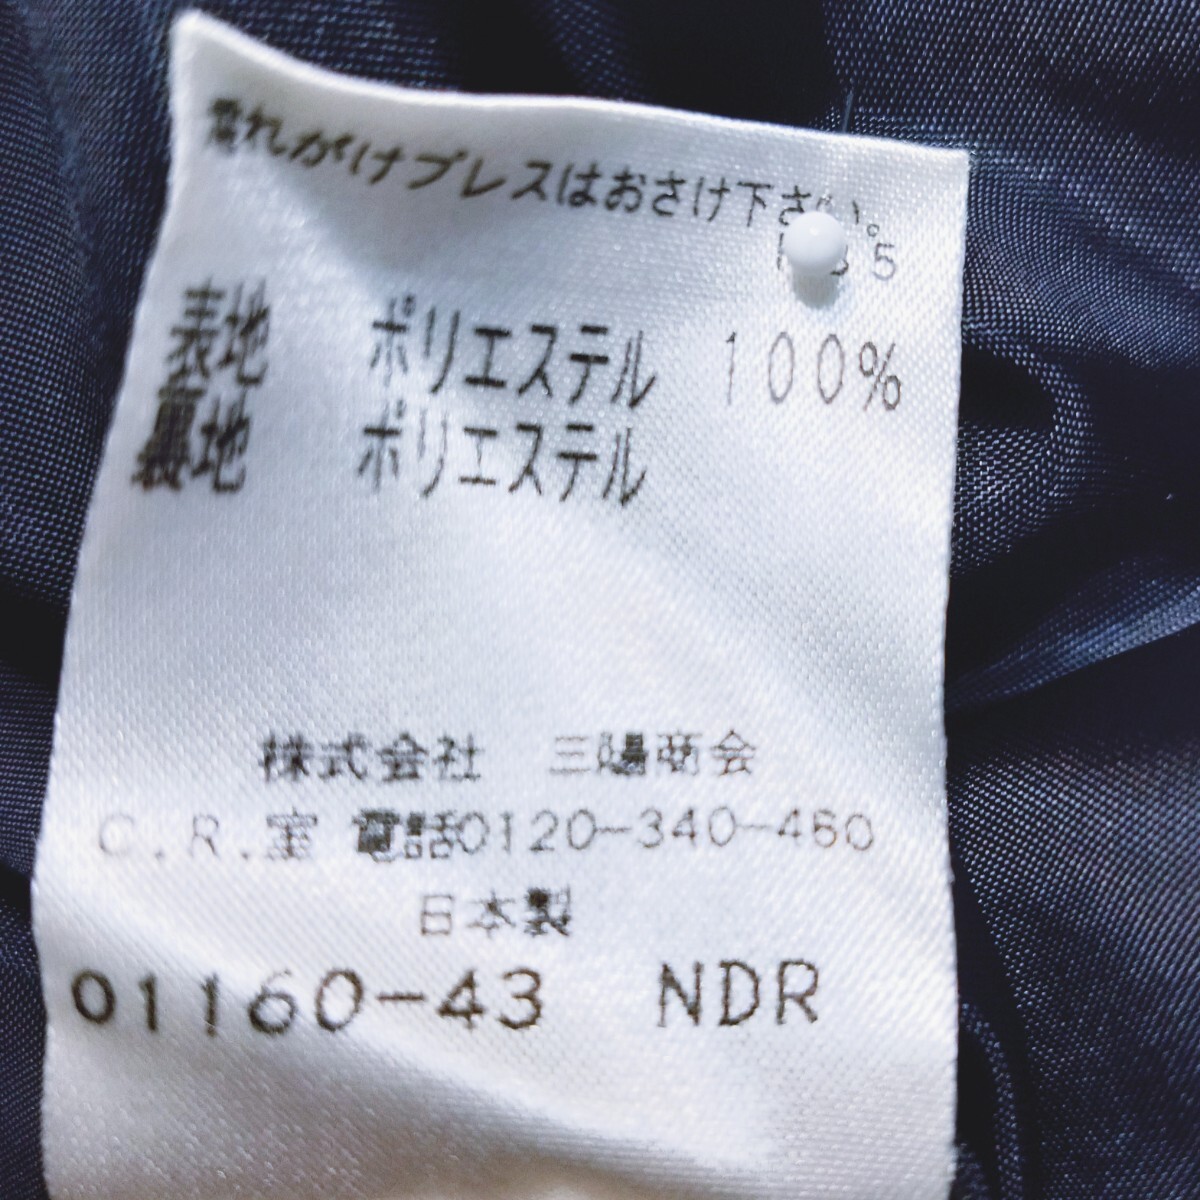 濡れがけプレスはおさけ下さい。
5
表地 ポリエステル 100%
裏地 ポリエステル
株式会社 三陽商会
C.R.室 電話0120-340-460
日本製
01160-43 NDR